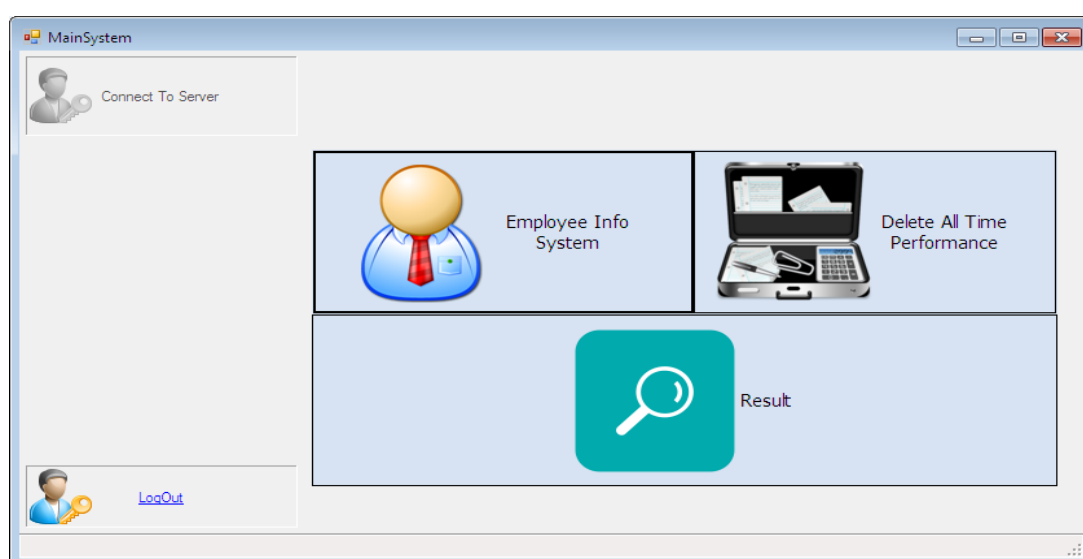 MainSystem
Connect To Server
Employee Info
System
Delete All Time
Performance
Result
LogOut